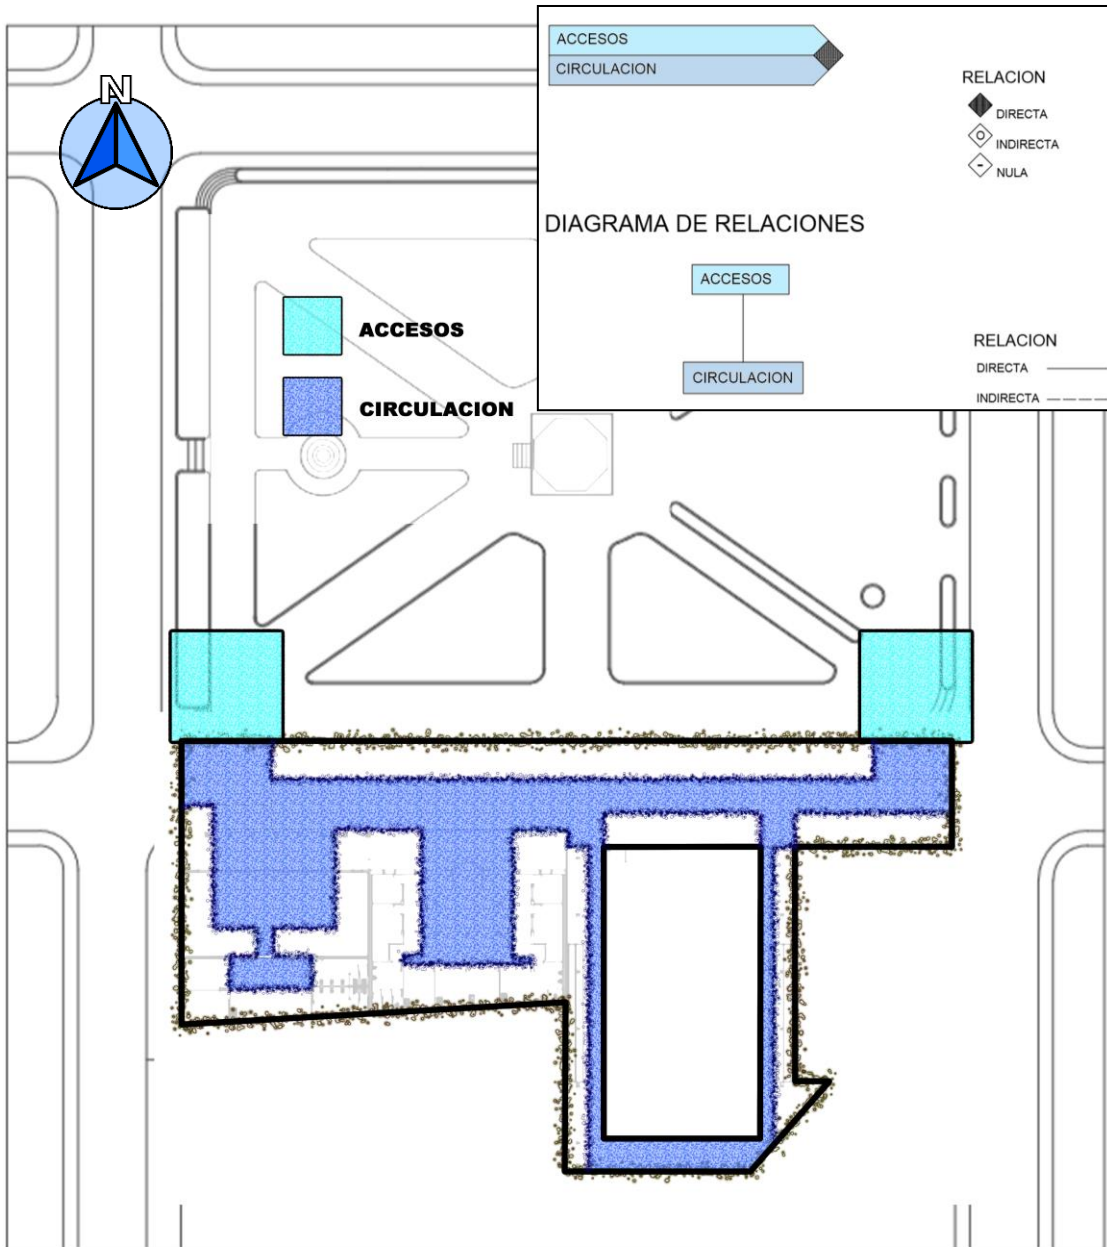 N
ACCESOS
CIRCULACION
RELACION
DIRECTA
INDIRECTA
NULA
DIAGRAMA DE RELACIONES
ACCESOS
CIRCULACION
RELACION
DIRECTA
INDIRECTA
ACCESOS
CIRCULACION